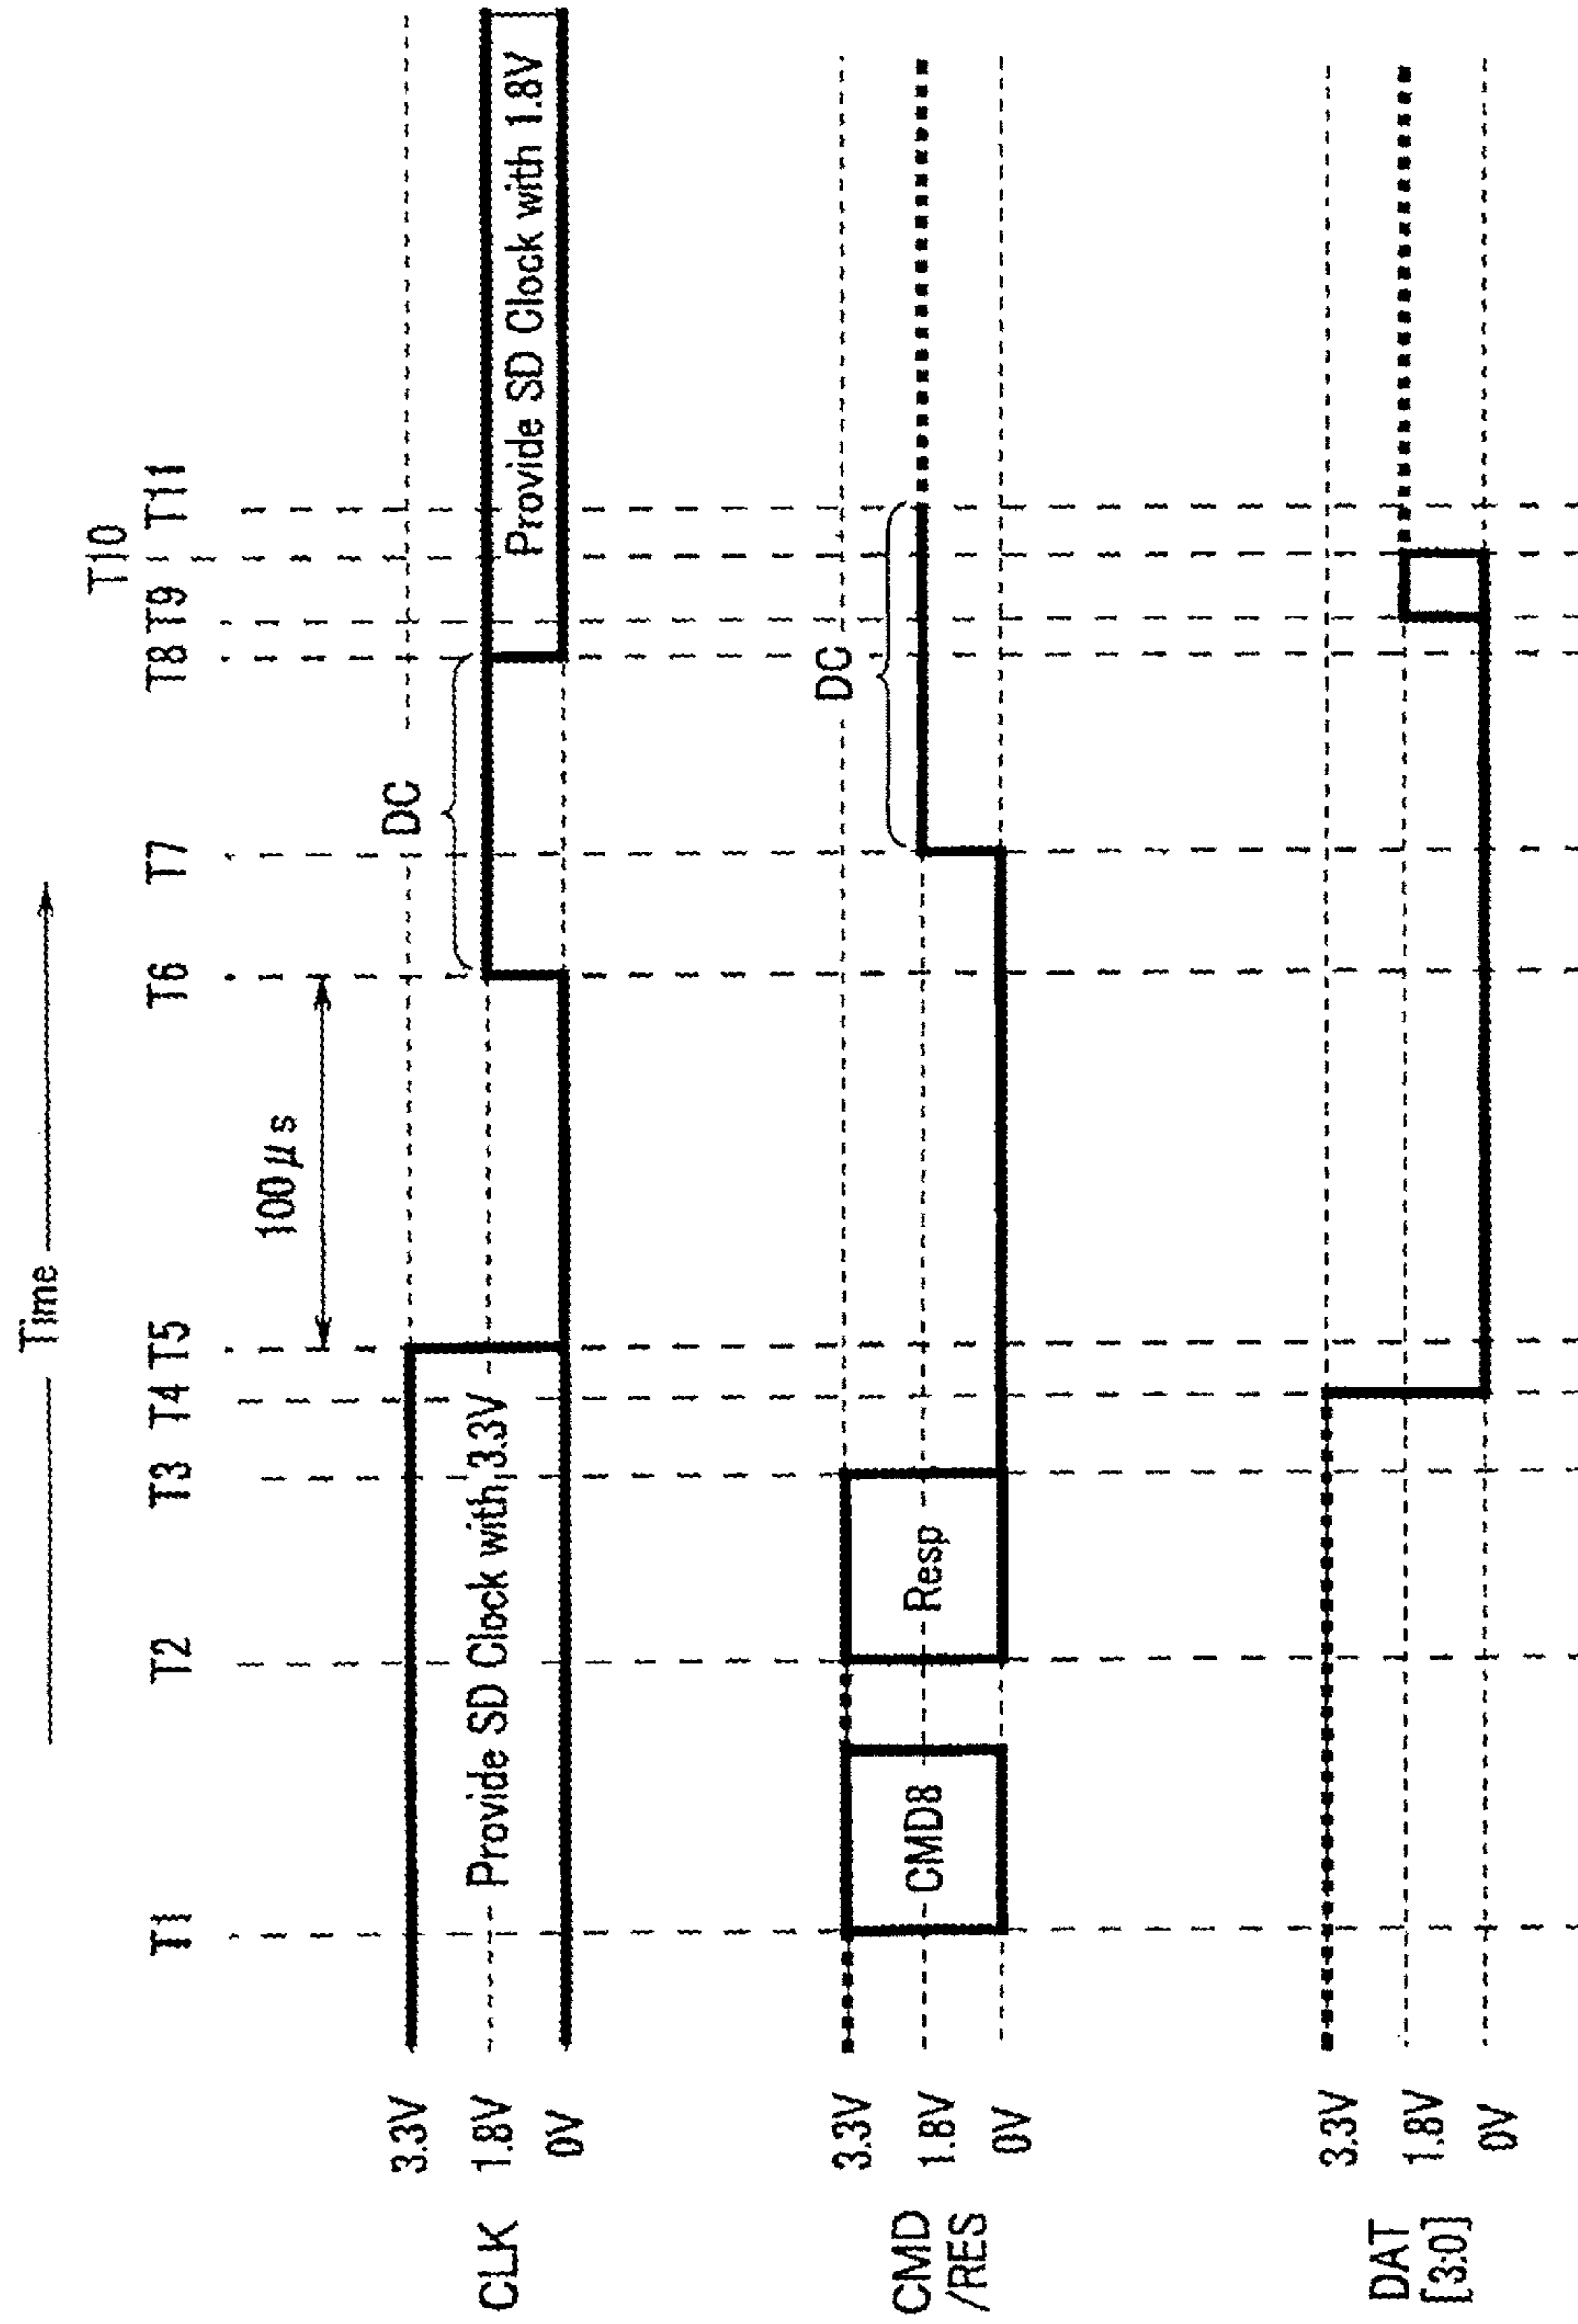 Time
T10
T1 T2 T3 T4 T5 T6 T7 T8 T9 T11
100μs
DC
CLK
3.3V
1.8V
0V
Provide SD Clock with 3.3V
Provide SD Clock with 1.8V
DC
CMD
/RES
3.3V
1.8V
0V
CMD8
Resp
DAT
[3:0]
3.3V
1.8V
0V